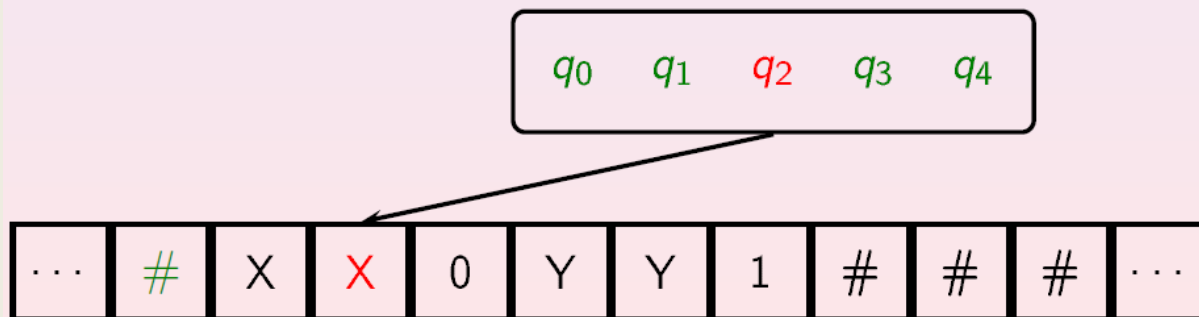 q₀ q₁ q₂ q₃ q₄
... # X X 0 Y Y 1 # # # ...